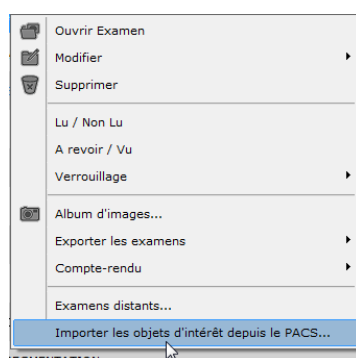 Ouvrir Examen
Modifier
Supprimer
Lu / Non Lu
A revoir / Vu
Verrouillage
Album d'images...
Exporter les examens
Compte-rendu
Examens distants...
Importer les objets d'intérêt depuis le PACS...